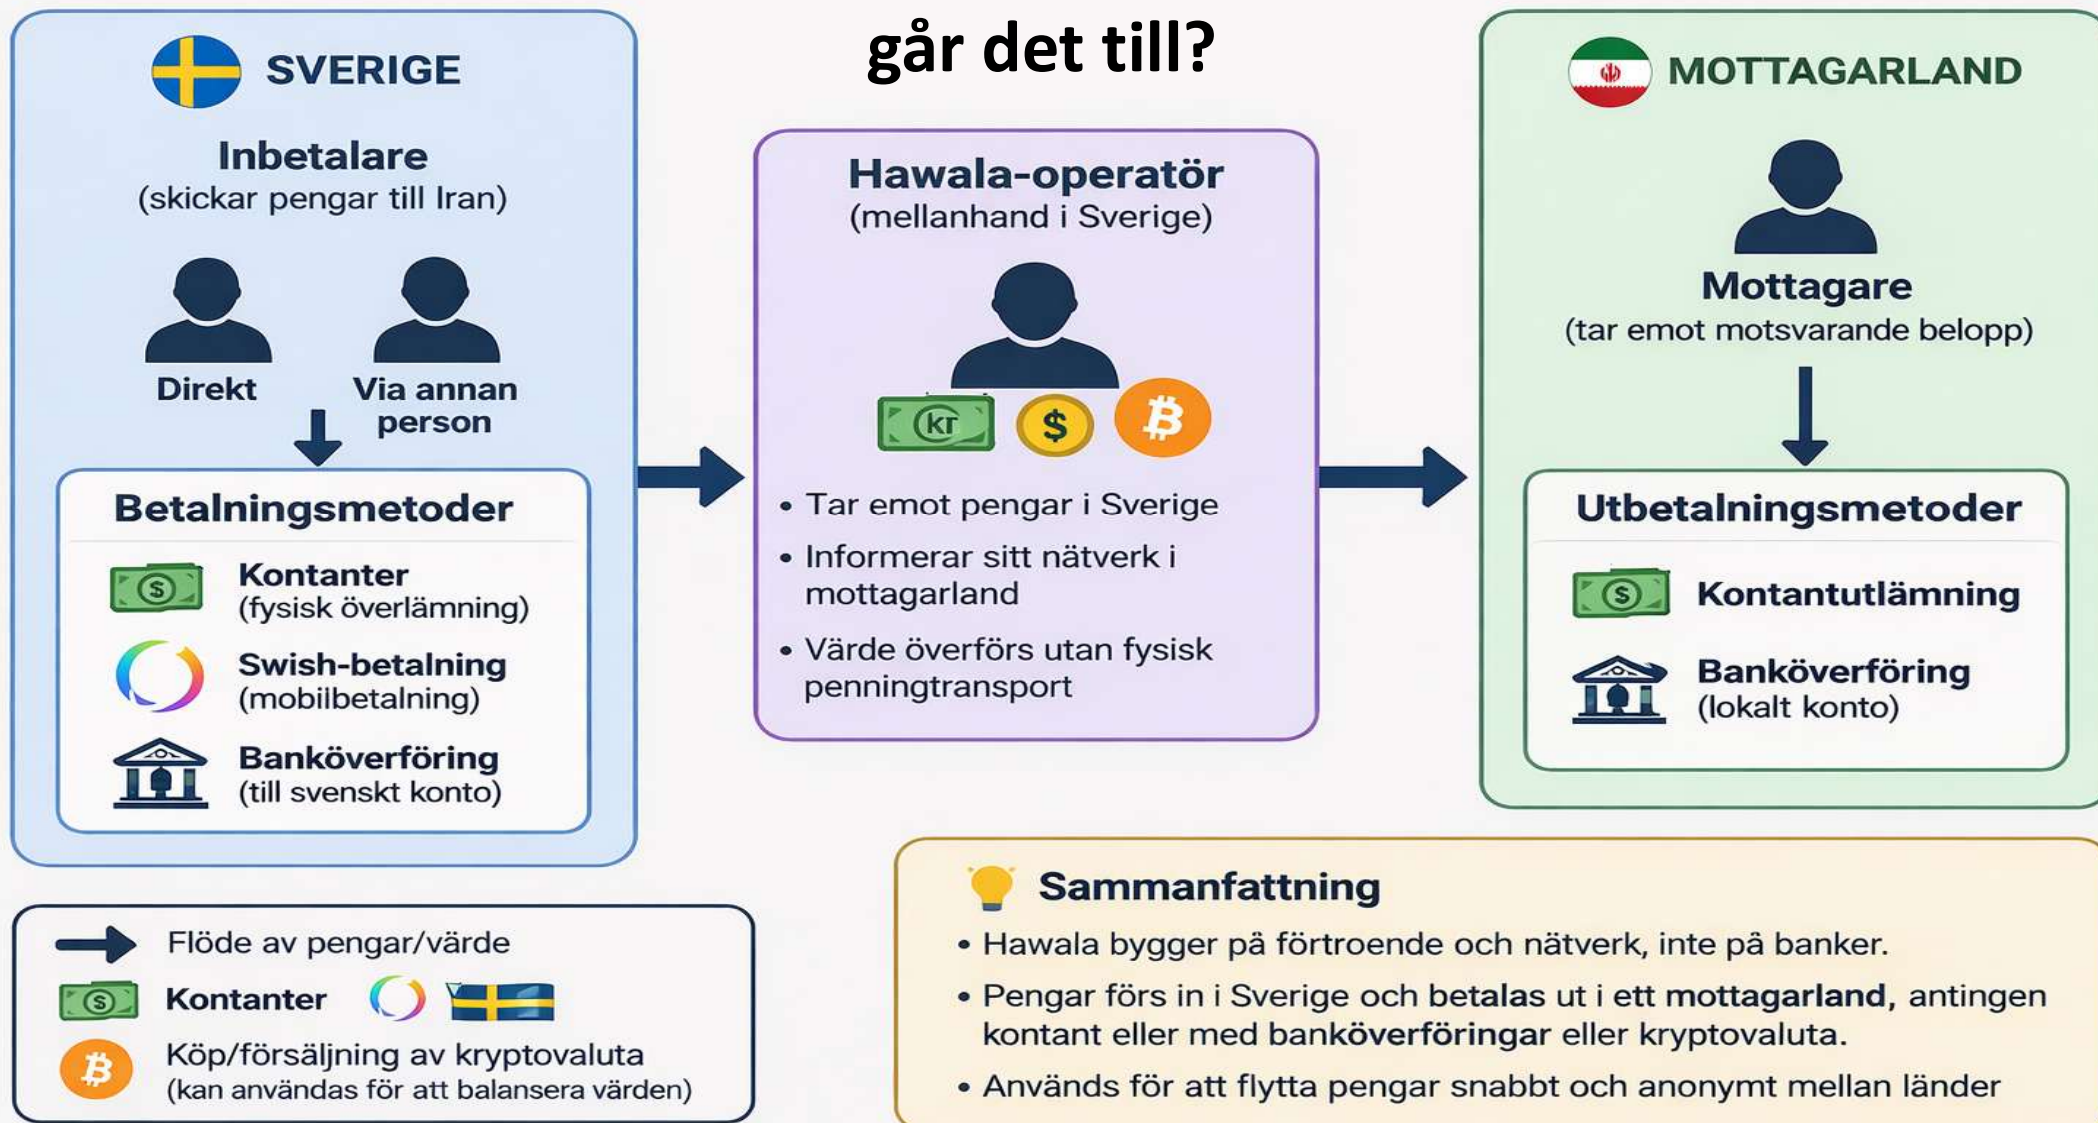 går det till?
SVERIGE
Inbetalare
(skickar pengar till Iran)
Direkt
Via annan
person
Betalningsmetoder
$
Kontanter
(fysisk överlämning)
Swish-betalning
(mobilbetalning)
Banköverföring
(till svenskt konto)
Hawala-operatör
(mellanhand i Sverige)
kr
$
₿
• Tar emot pengar i Sverige
• Informerar sitt nätverk i
mottagarland
• Värde överförs utan fysisk
penningtransport
MOTTAGARLAND
Mottagare
(tar emot motsvarande belopp)
Utbetalningsmetoder
$
Kontantutlämning
Banköverföring
(lokalt konto)
Flöde av pengar/värde
$
Kontanter
₿
Köp/försäljning av kryptovaluta
(kan användas för att balansera värden)
Sammanfattning
• Hawala bygger på förtroende och nätverk, inte på banker.
• Pengar förs in i Sverige och betalas ut i ett mottagarland, antingen
kontant eller med banköverföringar eller kryptovaluta.
• Används för att flytta pengar snabbt och anonymt mellan länder